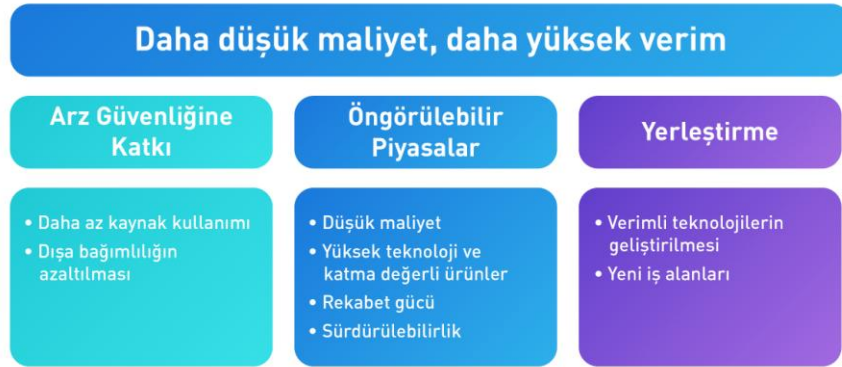 Daha düşük maliyet, daha yüksek verim
Arz Güvenliğine
Katkı
• Daha az kaynak kullanımı
• Dışa bağımlılığın
azaltılması
Öngörülebilir
Piyasalar
• Düşük maliyet
• Yüksek teknoloji ve
katma değerli ürünler
• Rekabet gücü
• Sürdürülebilirlik
Yerleştirme
• Verimli teknolojilerin
geliştirilmesi
• Yeni iş alanları